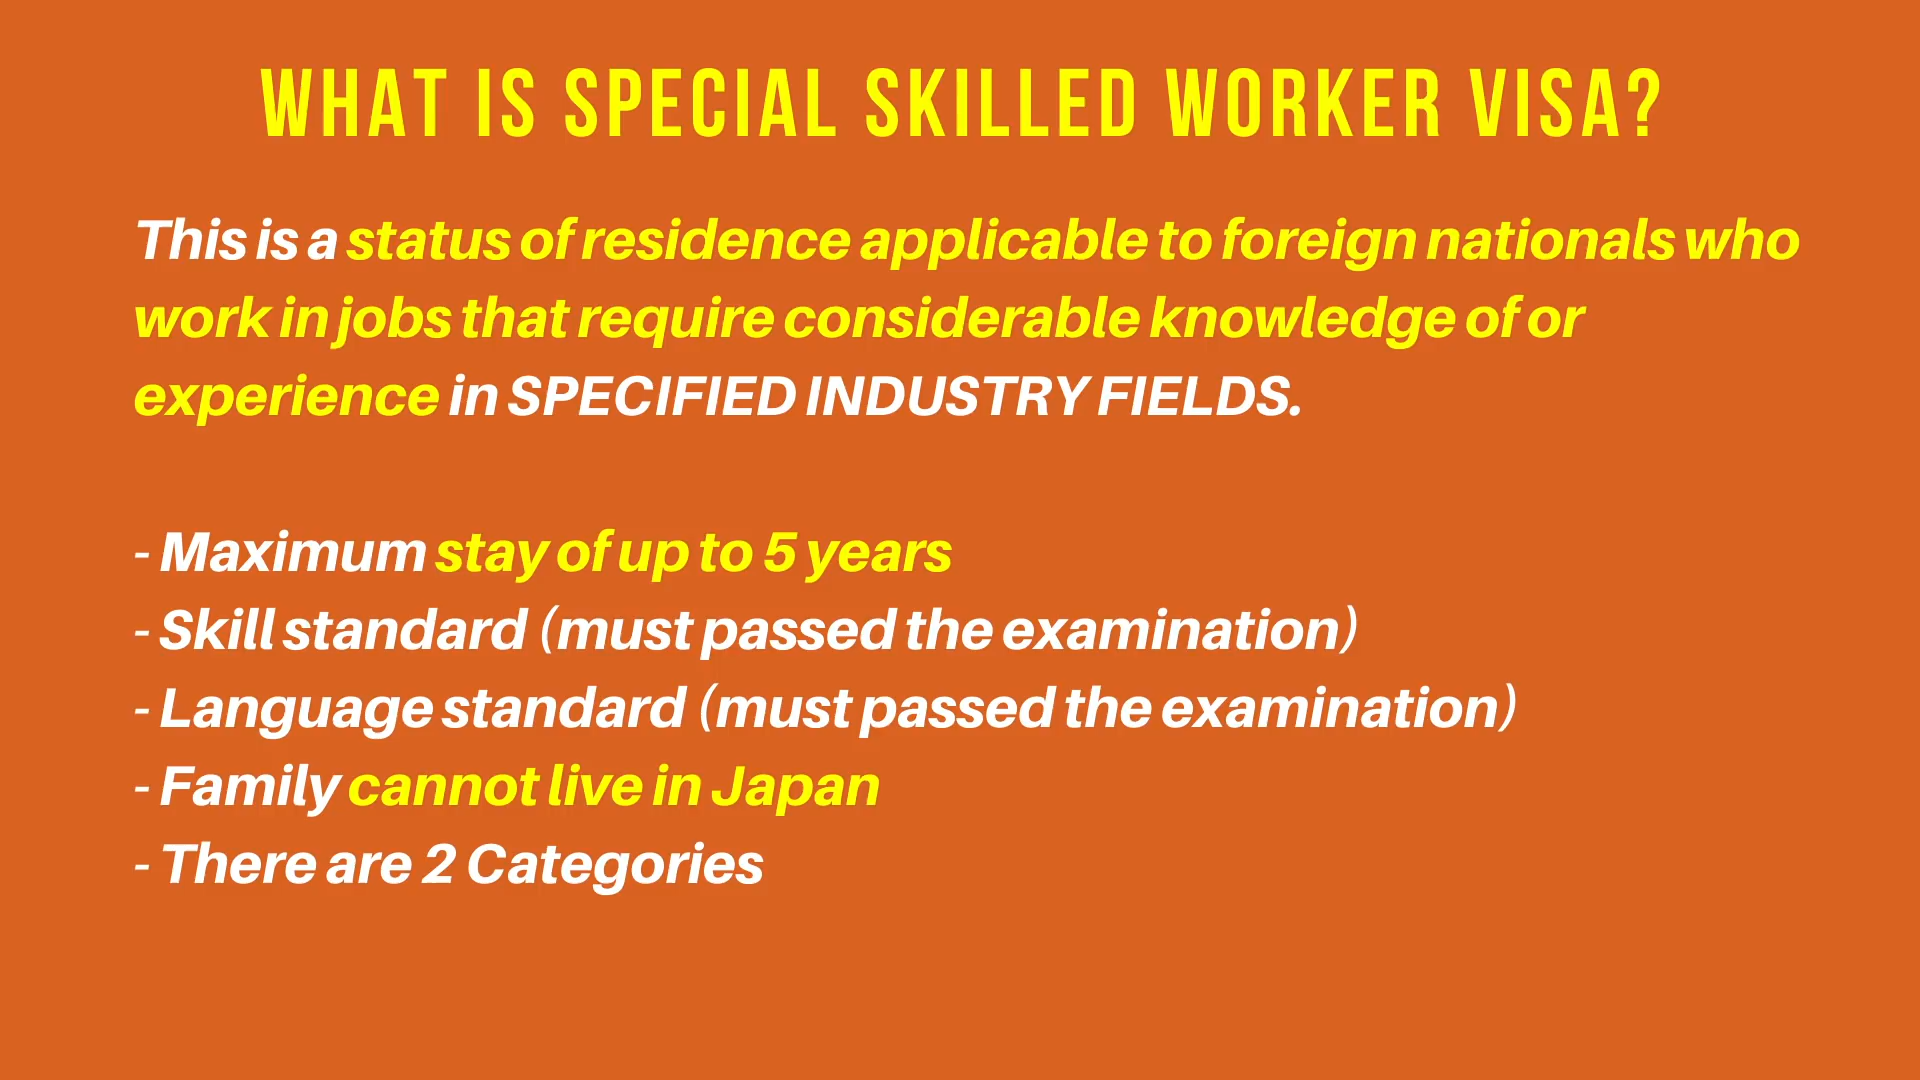 WHAT IS SPECIAL SKILLED WORKER VISA?
This is a status of residence applicable to foreign nationals who
work in jobs that require considerable knowledge of or
experience in SPECIFIED INDUSTRY FIELDS.
- Maximum stay of up to 5 years
- Skill standard (must passed the examination)
- Language standard (must passed the examination)
- Family cannot live in Japan
- There are 2 Categories